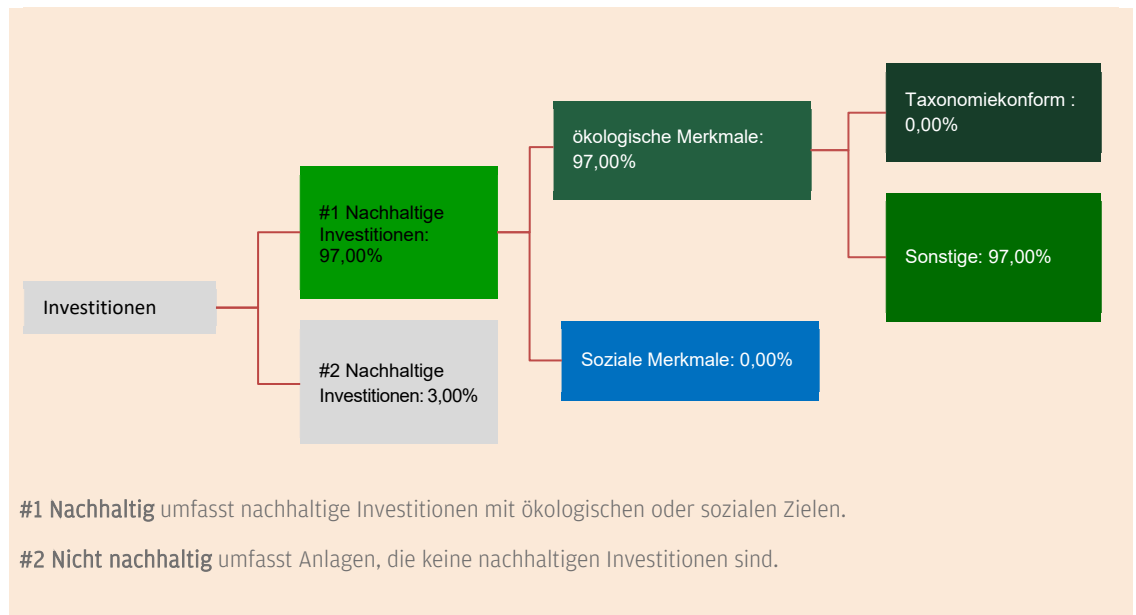 Investitionen
#1 Nachhaltige
Investitionen:
97,00%
#2 Nachhaltige
Investitionen: 3,00%
ökologische Merkmale:
97,00%
Soziale Merkmale: 0,00%
Taxonomiekonform :
0,00%
Sonstige: 97,00%
#1 Nachhaltig umfasst nachhaltige Investitionen mit ökologischen oder sozialen Zielen.
#2 Nicht nachhaltig umfasst Anlagen, die keine nachhaltigen Investitionen sind.